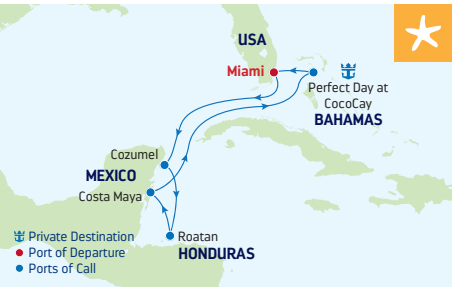 USA
Miami
Perfect Day at
CocoCay
BAHAMAS
Cozumel
MEXICO
Costa Maya
Roatan
HONDURAS
Private Destination
Port of Departure
Ports of Call